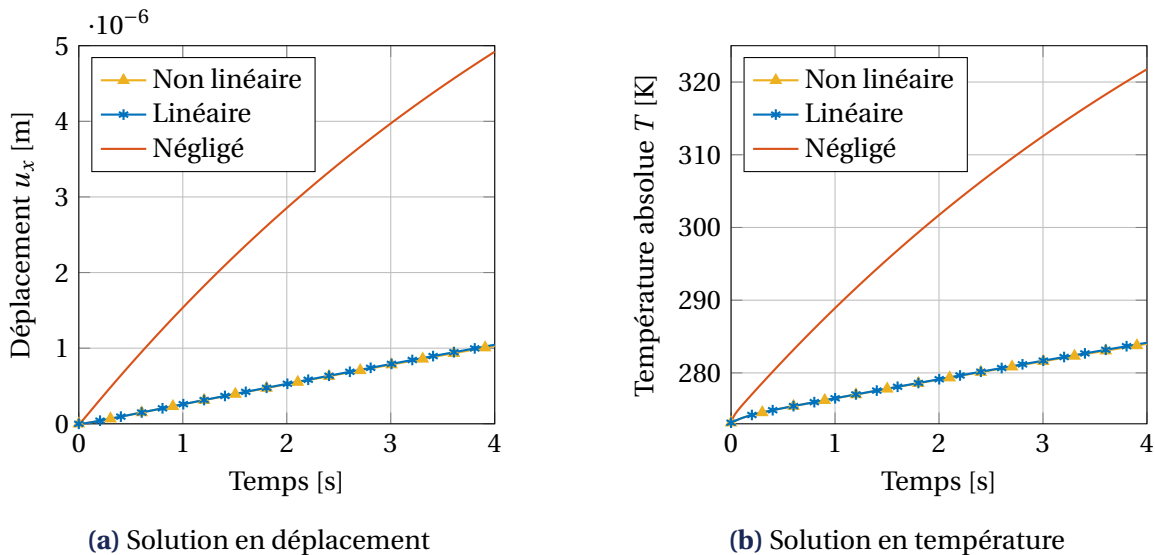 ·10−6
5
4
3
2
1
0
Déplacement ux [m]
Non linéaire
Linéaire
Négligé
0 1 2 3 4
Temps [s]
(a) Solution en déplacement
320
310
300
290
280
Température absolue T [K]
Non linéaire
Linéaire
Négligé
0 1 2 3 4
Temps [s]
(b) Solution en température